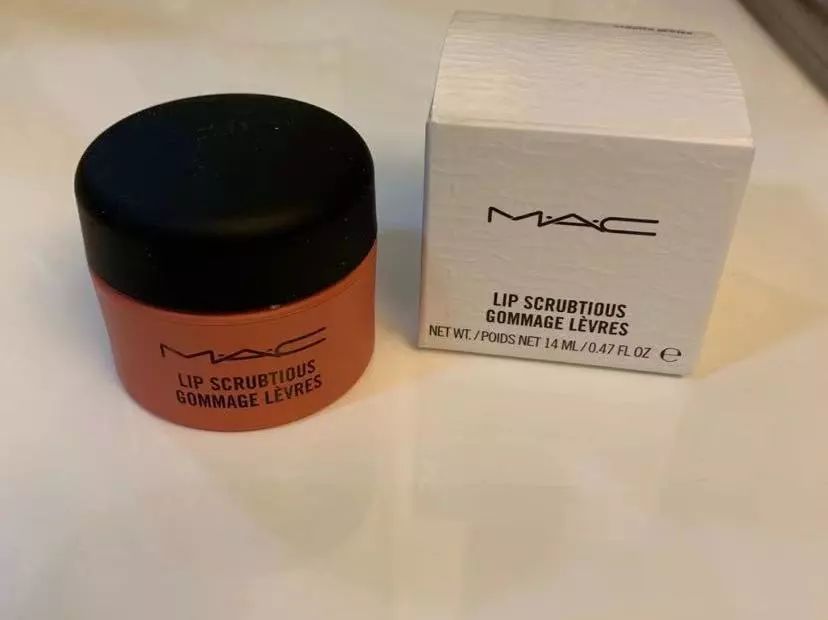 M·A·C
LIP SCRUBTIOUS
GOMMAGE LÈVRES
M·A·C
LIP SCRUBTIOUS
GOMMAGE LÈVRES
NET WT./POIDS NET 14 ML/0.47 FL OZ ℮